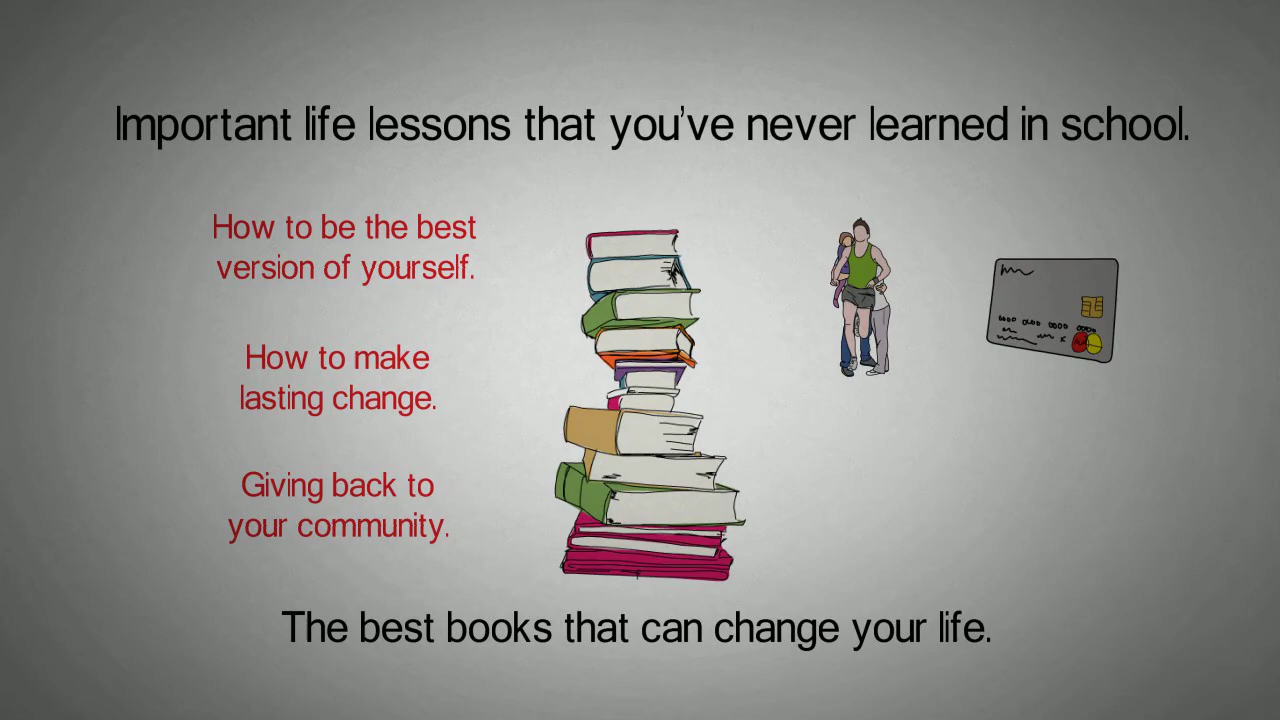 Important life lessons that you've never learned in school.
How to be the best
version of yourself.
How to make
lasting change.
Giving back to
your community.
The best books that can change your life.